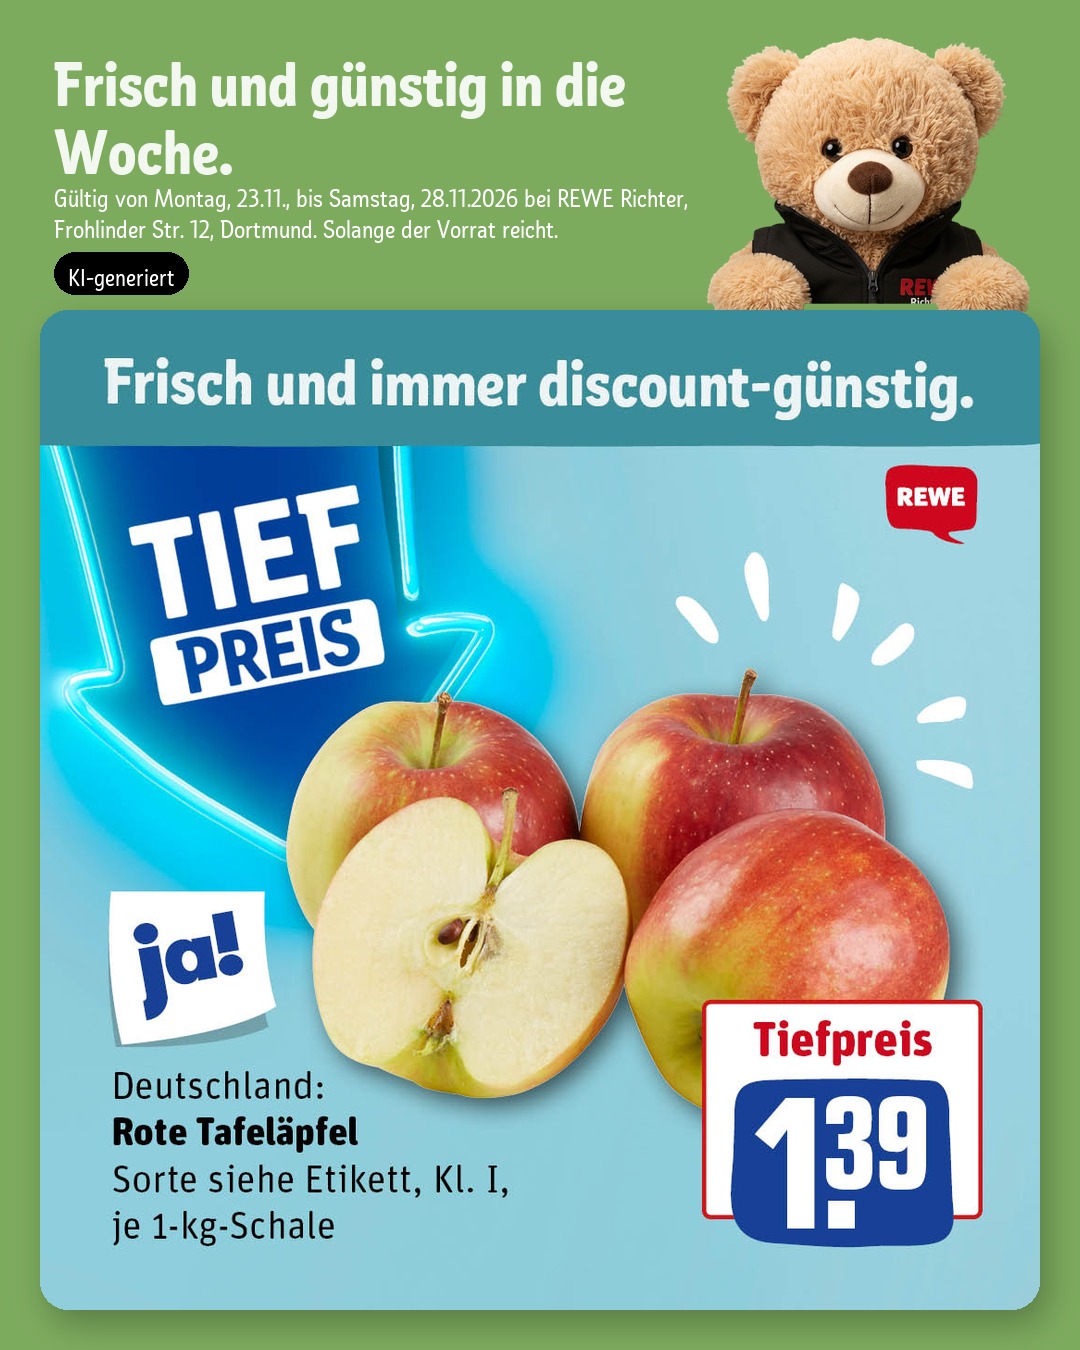 Frisch und günstig in die
Woche.
Gültig von Montag, 23.11., bis Samstag, 28.11.2026 bei REWE Richter,
Frohlinder Str. 12, Dortmund. Solange der Vorrat reicht.
KI-generiert
Frisch und immer discount-günstig.
REWE
TIEF
PREIS
ja!
Deutschland:
Rote Tafeläpfel
Sorte siehe Etikett, Kl. I,
je 1-kg-Schale
Tiefpreis
1.39